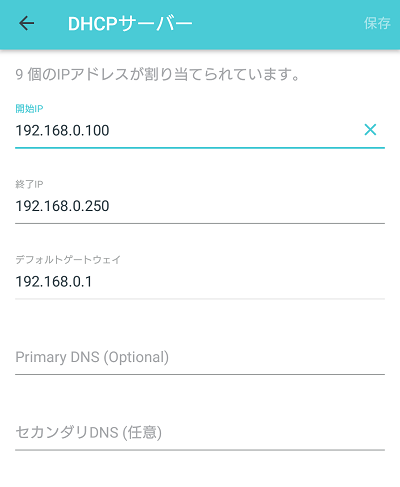 DHCPサーバー
保存
9 個のIPアドレスが割り当てられています。
開始IP
192.168.0.100
終了IP
192.168.0.250
デフォルトゲートウェイ
192.168.0.1
Primary DNS (Optional)
セカンダリDNS (任意)